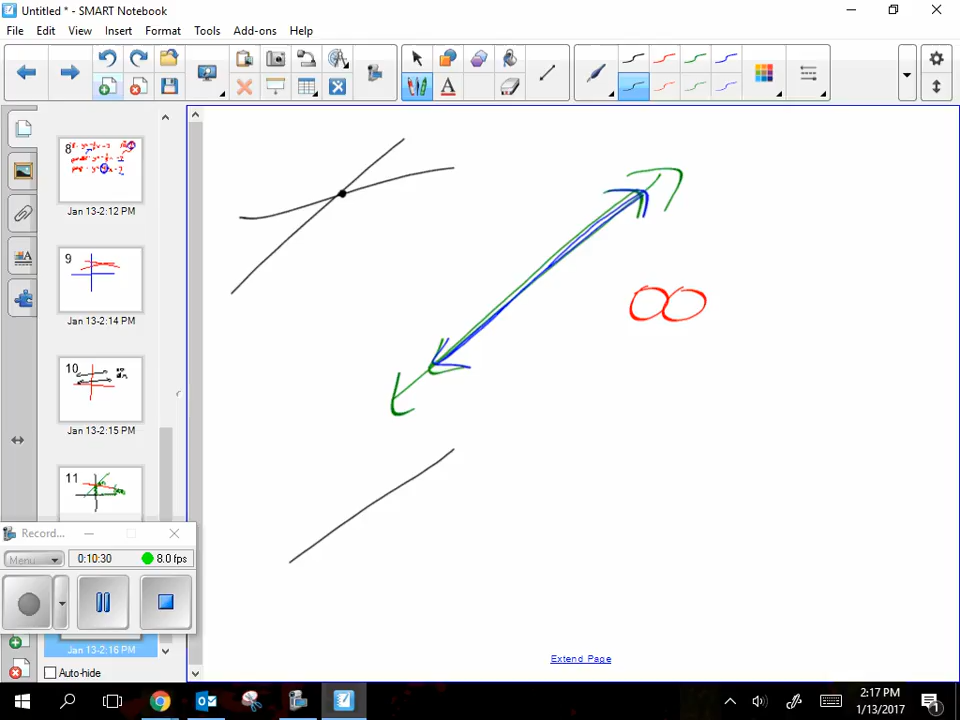 Untitled * - SMART Notebook
File Edit View Insert Format Tools Add-ons Help
8
Jan 13-2:12 PM
9
Jan 13-2:14 PM
10
Jan 13-2:15 PM
11
Record...
Menu
0:10:30
8.0 fps
Jan 13-2:16 PM
Auto-hide
∞
Extend Page
2:17 PM
1/13/2017
1